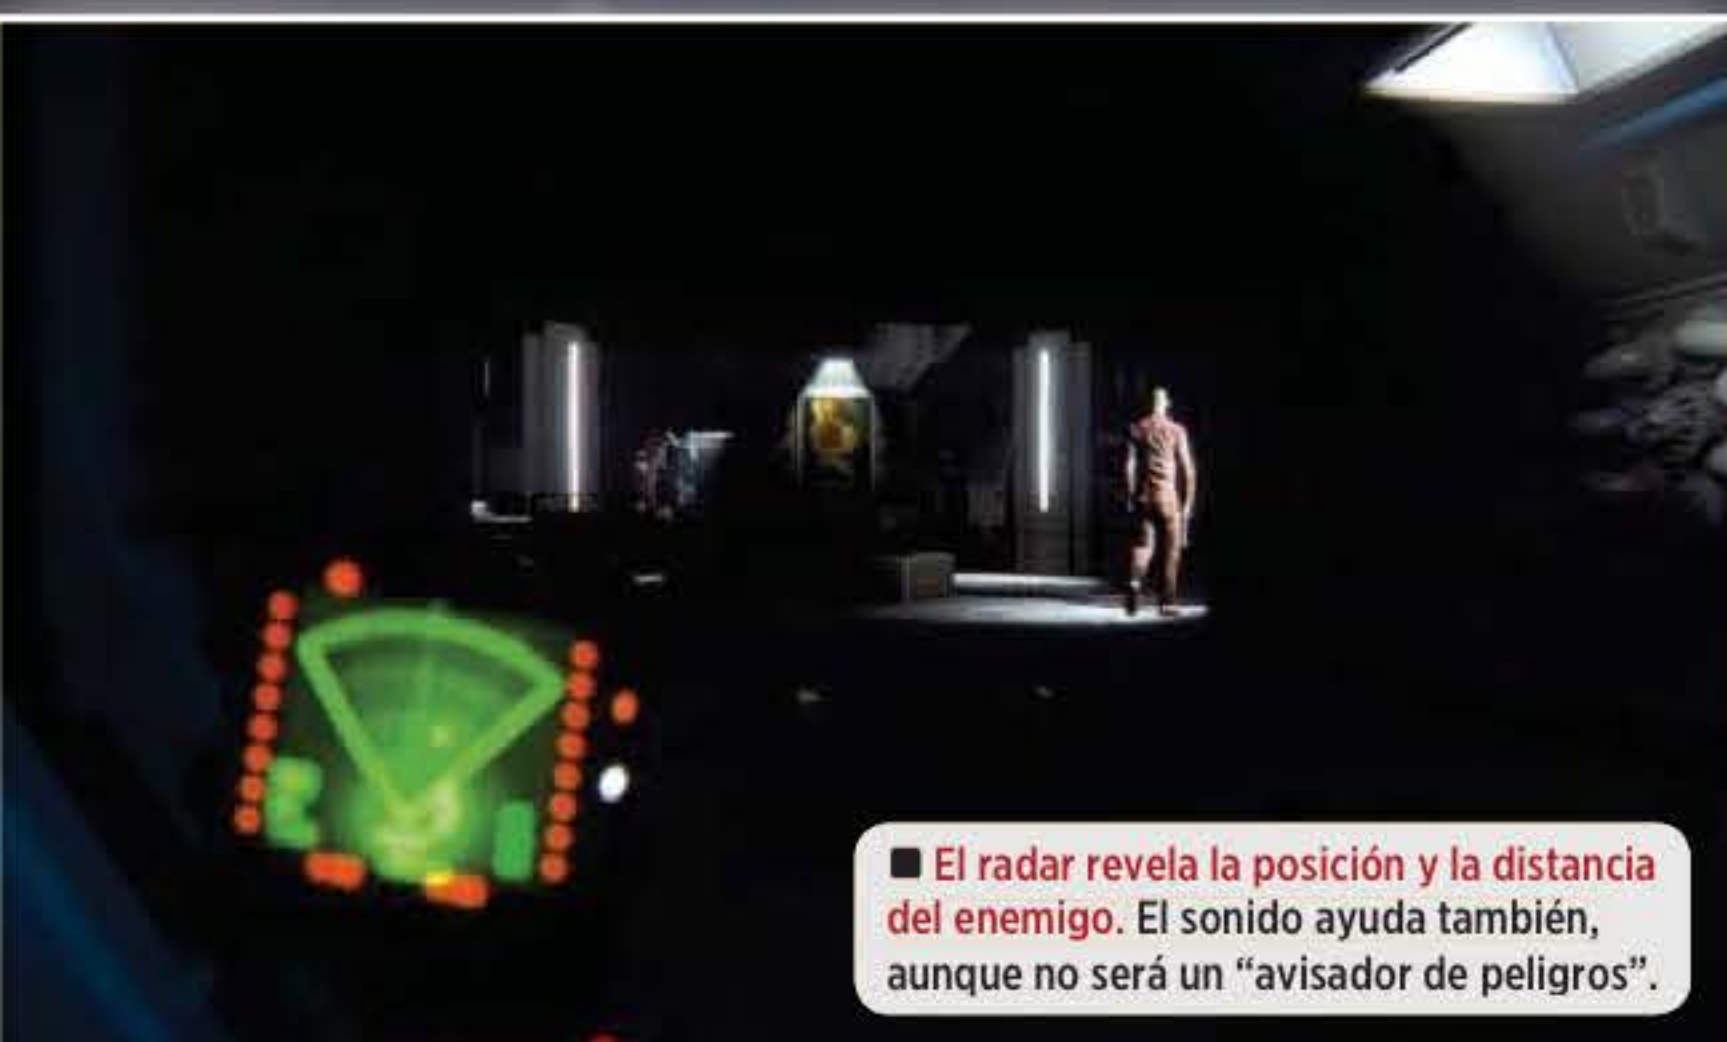 ■ El radar revela la posición y la distancia
del enemigo. El sonido ayuda también,
aunque no será un “avisador de peligros”.